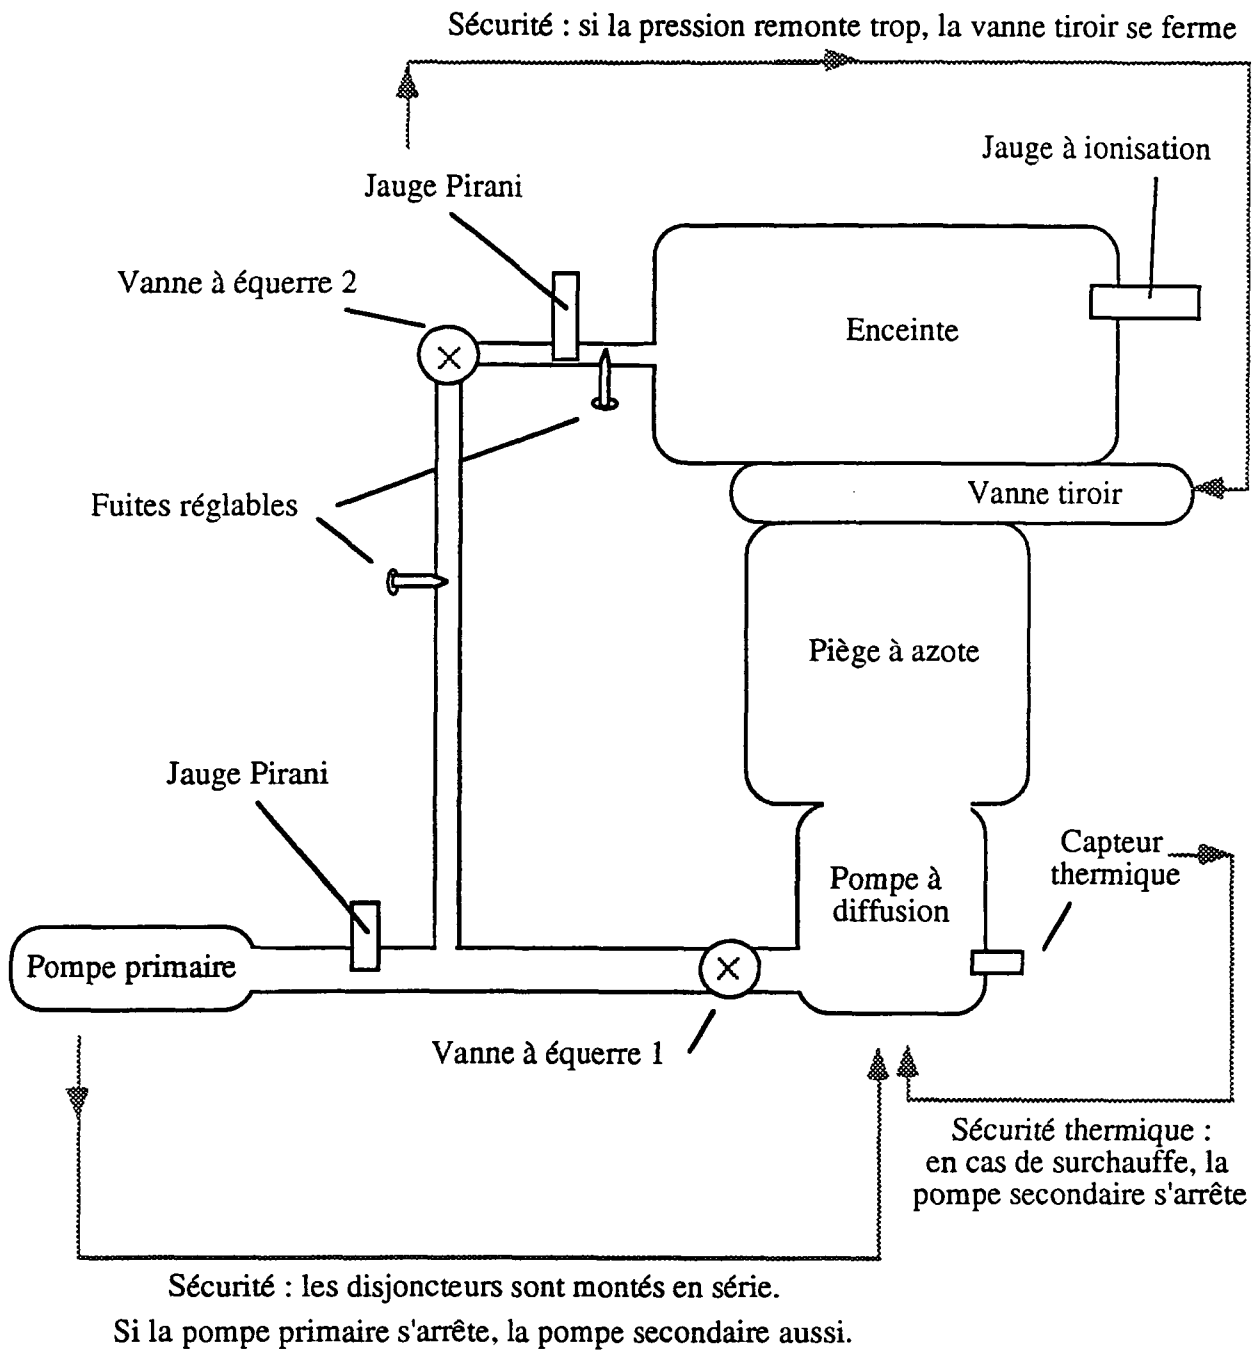 Sécurité : si la pression remonte trop, la vanne tiroir se ferme
Jauge à ionisation
Jauge Pirani
Vanne à équerre 2
Enceinte
Fuites réglables
Vanne tiroir
Piège à azote
Jauge Pirani
Capteur
thermique
Pompe à
diffusion
Pompe primaire
Vanne à équerre 1
Sécurité thermique :
en cas de surchauffe, la
pompe secondaire s'arrête
Sécurité : les disjoncteurs sont montés en série.
Si la pompe primaire s'arrête, la pompe secondaire aussi.